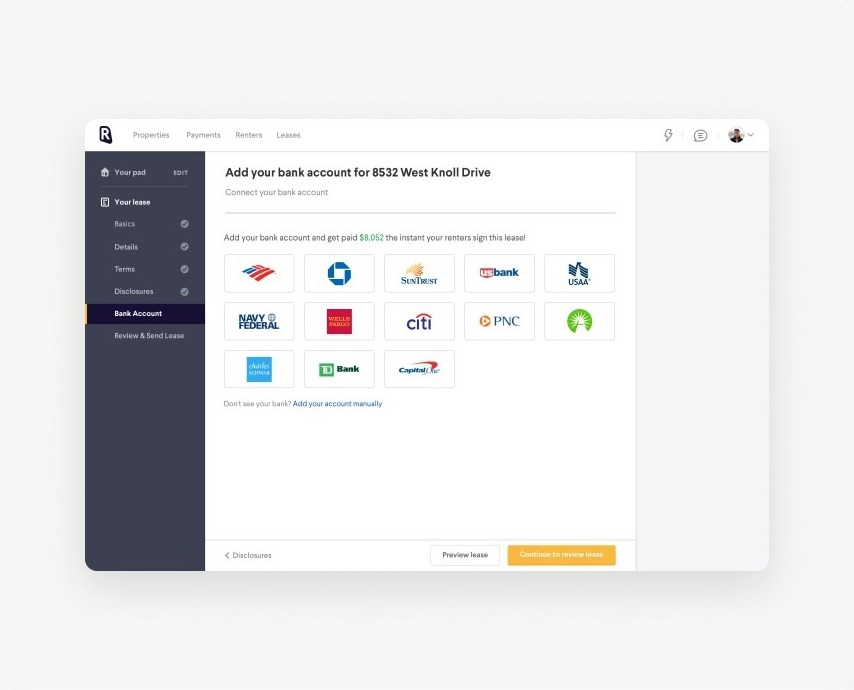 R
Properties
Payments
Renters
Leases
Your pad
EDIT
Your lease
Basics
Details
Terms
Disclosures
Bank Account
Review & Send Lease
Add your bank account for 8532 West Knoll Drive
Connect your bank account
Add your bank account and get paid $8,052 the instant your renters sign this lease!
SUNTRUST
usbank
USAA®
NAVY
FEDERAL
WELLS
FARGO
citi
PNC
charles
SCHWAB
TD Bank
Capital One
Don't see your bank? Add your account manually
Disclosures
Preview lease
Continue to review lease